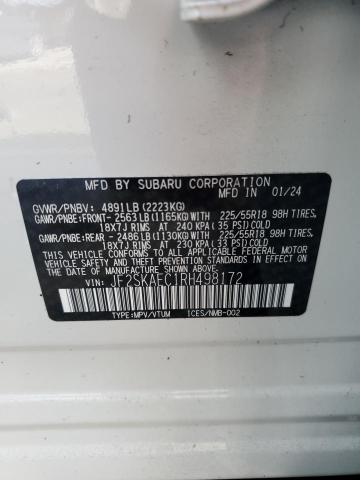 MFD BY SUBARU CORPORATION
GVWR/PNBV: 4891LB (2223KG) MFD IN 01/24
GAWR/PNBE:FRONT- 2563LB(1165KG)WITH 225/55R18 98H TIRES
18X7J RIMS AT 240 KPA (35 PSI)COLD
GAWR/PNBE:REAR - 2486LB(1130KG)WITH 225/55R18 98H TIRES
18X7J RIMS AT 230 KPA (33 PSI)COLD
THIS VEHICLE CONFORMS TO ALL APPLICABLE
FEDERAL MOTOR VEHICLE SAFETY, BUMPER, AND THEFT PREVENTION
STANDARDS IN EFFECT ON THE DATE OF MANUFACTURE SHOWN ABOVE.
VIN: JF2SKAEC1RH498172
TYPE:MPV/VTUM ICES/NMB-002